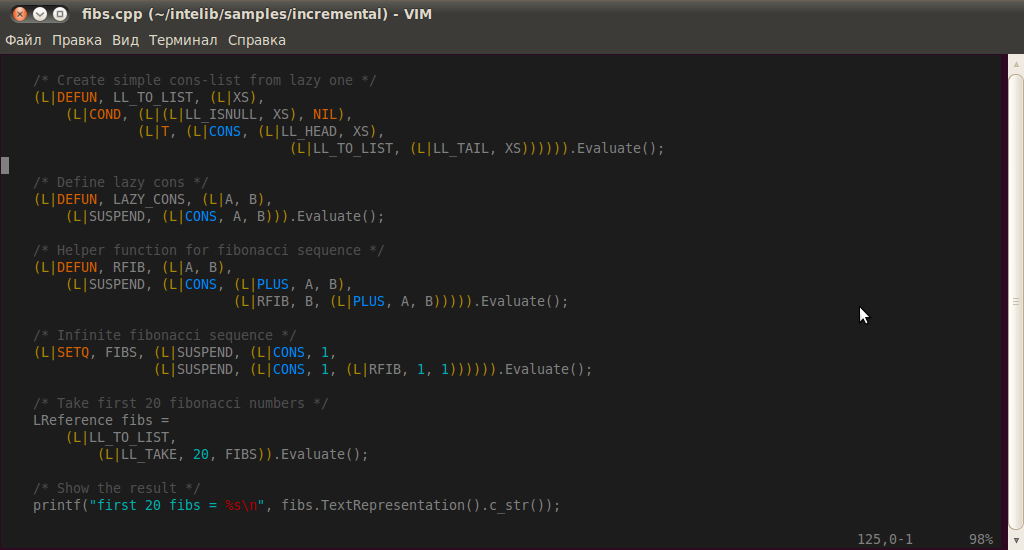 fibs.cpp (~/intelib/samples/incremental) - VIM
Файл Правка Вид Терминал Справка
/* Create simple cons-list from lazy one */
(L|DEFUN, LL_TO_LIST, (L|XS),
(L|COND, (L|(L|LL_ISNULL, XS), NIL),
(L|T, (L|CONS, (L|LL_HEAD, XS),
(L|LL_TO_LIST, (L|LL_TAIL, XS)))))).Evaluate();
/* Define lazy cons */
(L|DEFUN, LAZY_CONS, (L|A, B),
(L|SUSPEND, (L|CONS, A, B))).Evaluate();
/* Helper function for fibonacci sequence */
(L|DEFUN, RFIB, (L|A, B),
(L|SUSPEND, (L|CONS, (L|PLUS, A, B),
(L|RFIB, B, (L|PLUS, A, B))))).Evaluate();
/* Infinite fibonacci sequence */
(L|SETQ, FIBS, (L|SUSPEND, (L|CONS, 1,
(L|SUSPEND, (L|CONS, 1, (L|RFIB, 1, 1)))))).Evaluate();
/* Take first 20 fibonacci numbers */
LReference fibs =
(L|LL_TO_LIST,
(L|LL_TAKE, 20, FIBS)).Evaluate();
/* Show the result */
printf("first 20 fibs = %s\n", fibs.TextRepresentation().c_str());
125,0-1 98%